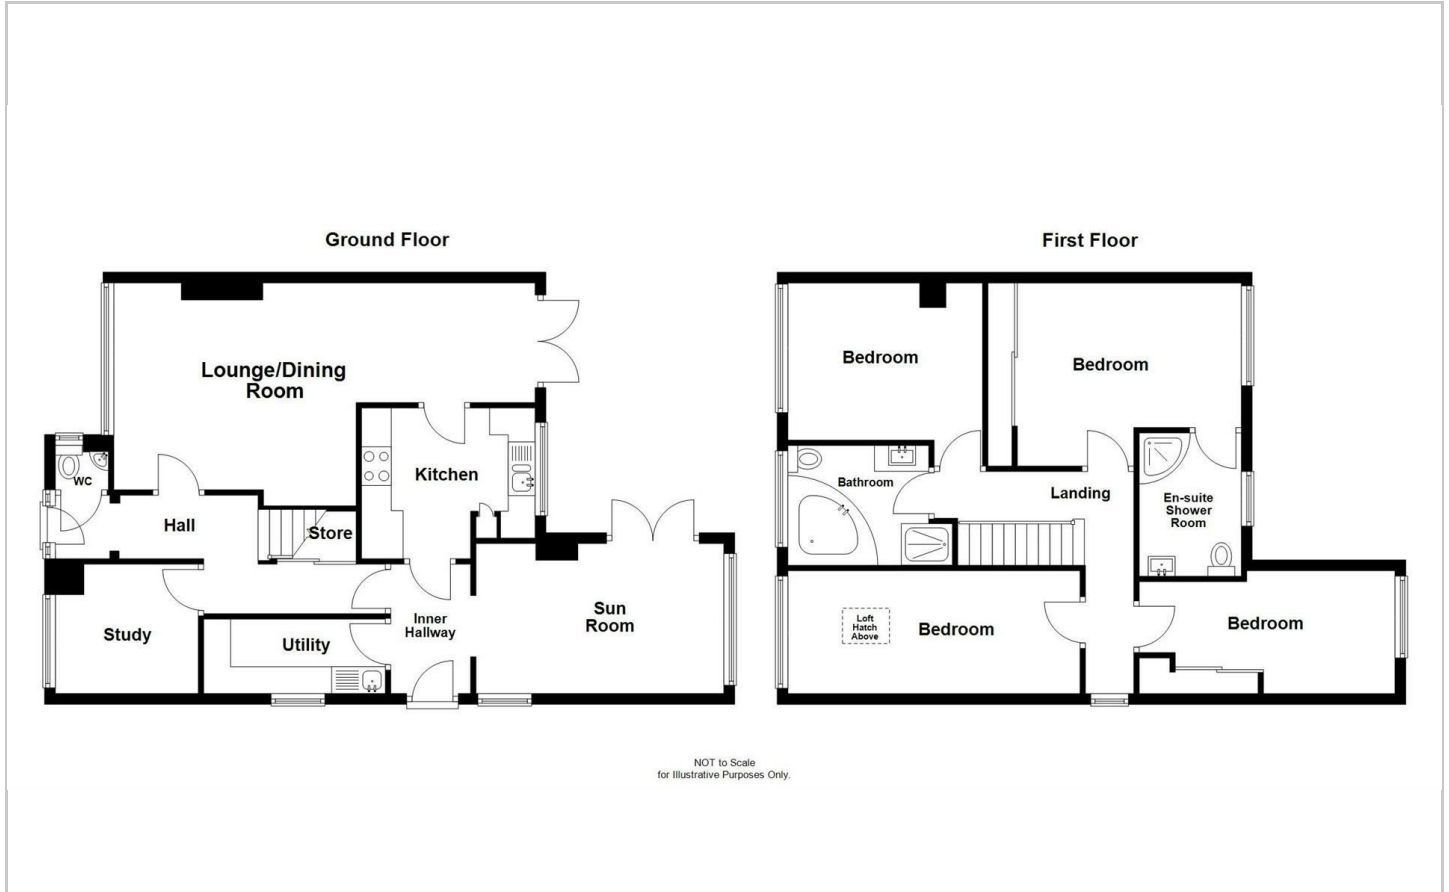 Ground Floor
Lounge/Dining
Room
Kitchen
WC
Hall
Store
Study
Utility
Inner
Hallway
Sun
Room
First Floor
Bedroom
Bedroom
Bathroom
Landing
En-suite
Shower
Room
Loft
Hatch
Above
Bedroom
Bedroom
NOT to Scale
for Illustrative Purposes Only.